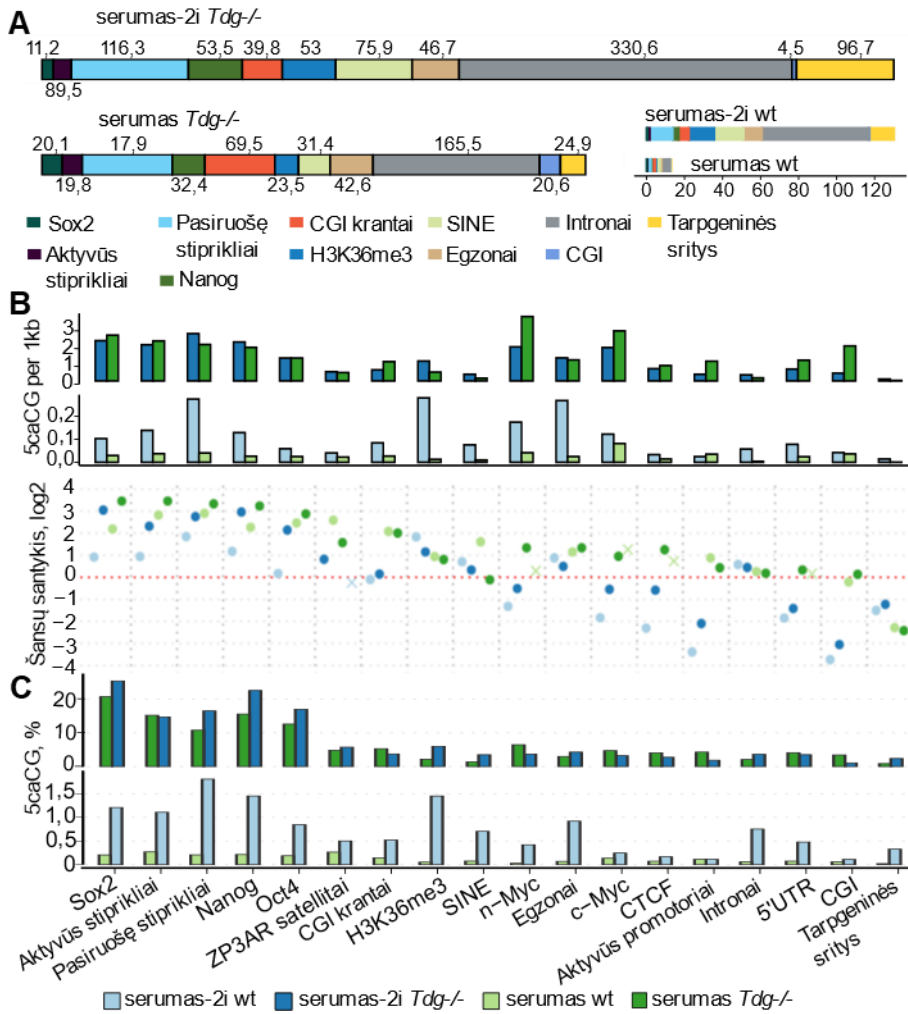 A
serumas-2i Tdg-/-
11,2 116,3 53,5 39,8 53 75,9 46,7 330,6 4,5 96,7
89,5
serumas Tdg-/-
20,1 17,9 69,5 31,4 165,5 24,9
19,8 32,4 23,5 42,6 20,6
serumas-2i wt
serumas wt
0 20 40 60 80 100 120
Sox2
Aktyvūs stiprikliai
Pasiruošę stiprikliai
Nanog
CGI krantai
H3K36me3
SINE
Egzonai
Intronai
CGI
Tarpgeninės sritys
B
5caCG per 1kb
3
2
1
0
5caCG
0,2
0,1
0,0
Šansų santykis, log2
4
3
2
1
0
−1
−2
−3
−4
C
5caCG, %
20
10
0
1,5
1,0
0,5
0
Sox2
Aktyvūs stiprikliai
Pasiruošę stiprikliai
Nanog
Oct4
ZP3AR satellitai
CGI krantai
H3K36me3
SINE
n−Myc
Egzonai
c−Myc
CTCF
Aktyvūs promotoriai
Intronai
5'UTR
CGI
Tarpgeninės sritys
serumas-2i wt serumas-2i Tdg-/- serumas wt serumas Tdg-/-